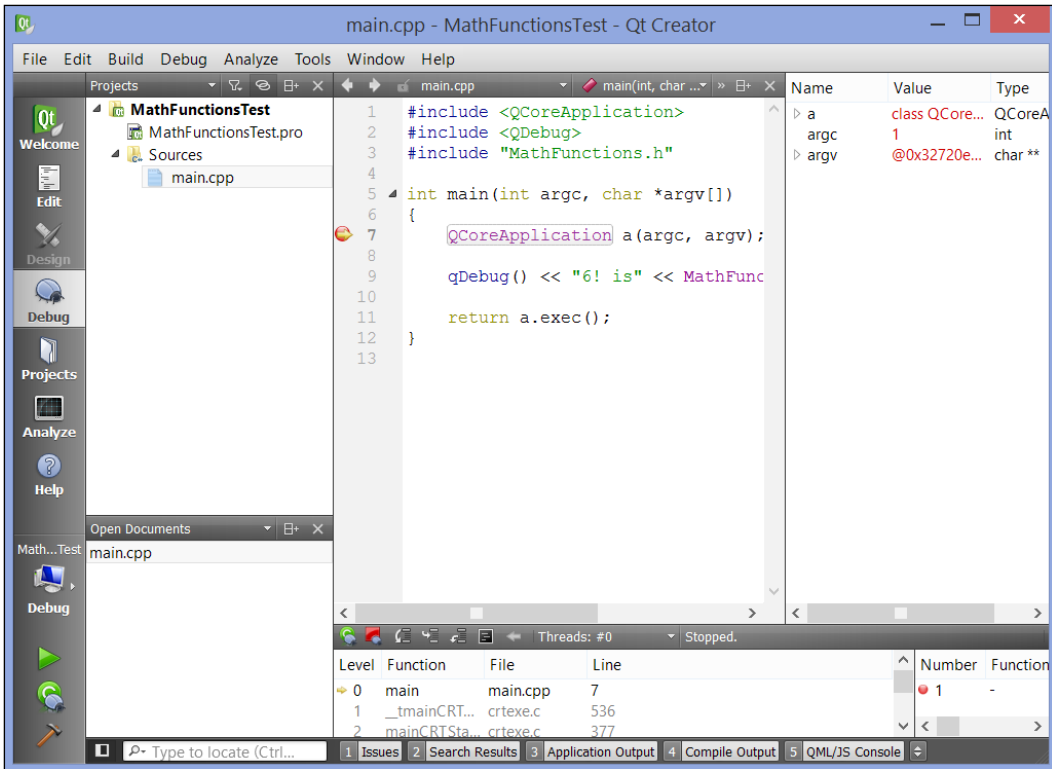 main.cpp - MathFunctionsTest - Qt Creator
File Edit Build Debug Analyze Tools Window Help
Projects
main.cpp
main(int, char ...
»
Name Value Type
Welcome
Edit
Design
Debug
Projects
Analyze
Help
Math...Test
Debug
MathFunctionsTest
MathFunctionsTest.pro
Sources
main.cpp
Open Documents
main.cpp
1 #include <QCoreApplication>
2 #include <QDebug>
3 #include "MathFunctions.h"
4
5 int main(int argc, char *argv[])
6 {
7 QCoreApplication a(argc, argv);
8
9 qDebug() << "6! is" << MathFunc
10
11 return a.exec();
12 }
13
a class QCore... QCoreA
argc 1 int
argv @0x32720e... char **
Threads: #0 Stopped.
Level Function File Line
0 main main.cpp 7
1 __tmainCRT... crtexe.c 536
2 mainCRTSta... crtexe.c 377
Number Function
1 -
Type to locate (Ctrl...
1 Issues 2 Search Results 3 Application Output 4 Compile Output 5 QML/JS Console